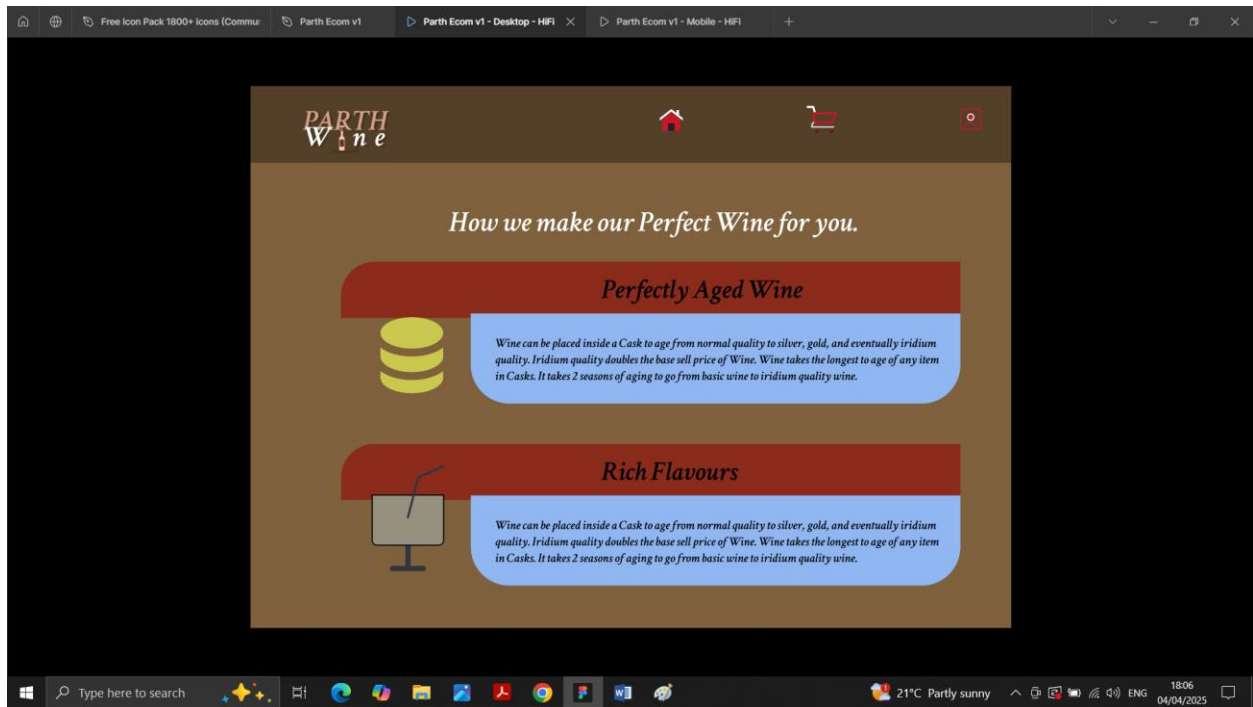 Free Icon Pack 1800+ icons (Commu
Parth Ecom v1
Parth Ecom v1 - Desktop - HiFi
Parth Ecom v1 - Mobile - HiFi
PARTH
Wine
How we make our Perfect Wine for you.
Perfectly Aged Wine
Wine can be placed inside a Cask to age from normal quality to silver, gold, and eventually iridium
quality. Iridium quality doubles the base sell price of Wine. Wine takes the longest to age of any item
in Casks. It takes 2 seasons of aging to go from basic wine to iridium quality wine.
Rich Flavours
Wine can be placed inside a Cask to age from normal quality to silver, gold, and eventually iridium
quality. Iridium quality doubles the base sell price of Wine. Wine takes the longest to age of any item
in Casks. It takes 2 seasons of aging to go from basic wine to iridium quality wine.
Type here to search
21°C Partly sunny
ENG
18:06
04/04/2025